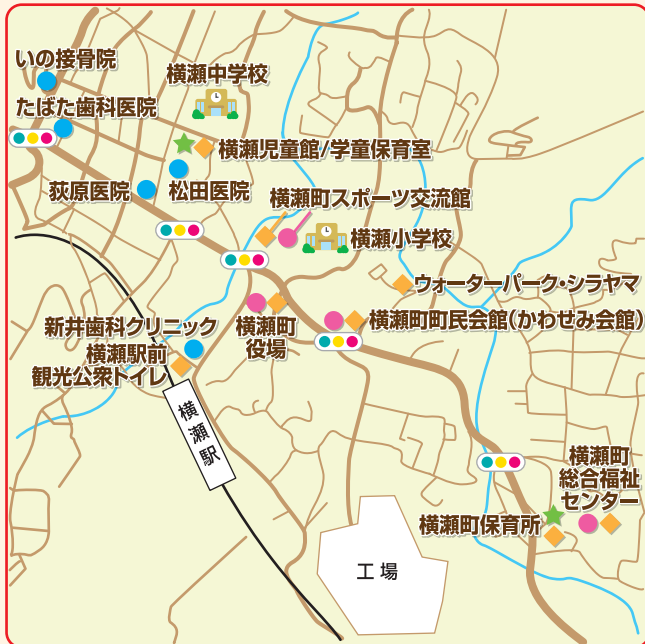 いの接骨院
横瀬中学校
たばた歯科医院
横瀬児童館/学童保育室
荻原医院
松田医院
横瀬町スポーツ交流館
横瀬小学校
ウォーターパーク・シラヤマ
新井歯科クリニック
横瀬町
役場
横瀬町町民会館(かわせみ会館)
横瀬駅前
観光公衆トイレ
横瀬駅
横瀬町
総合福祉
センター
横瀬町保育所
工場